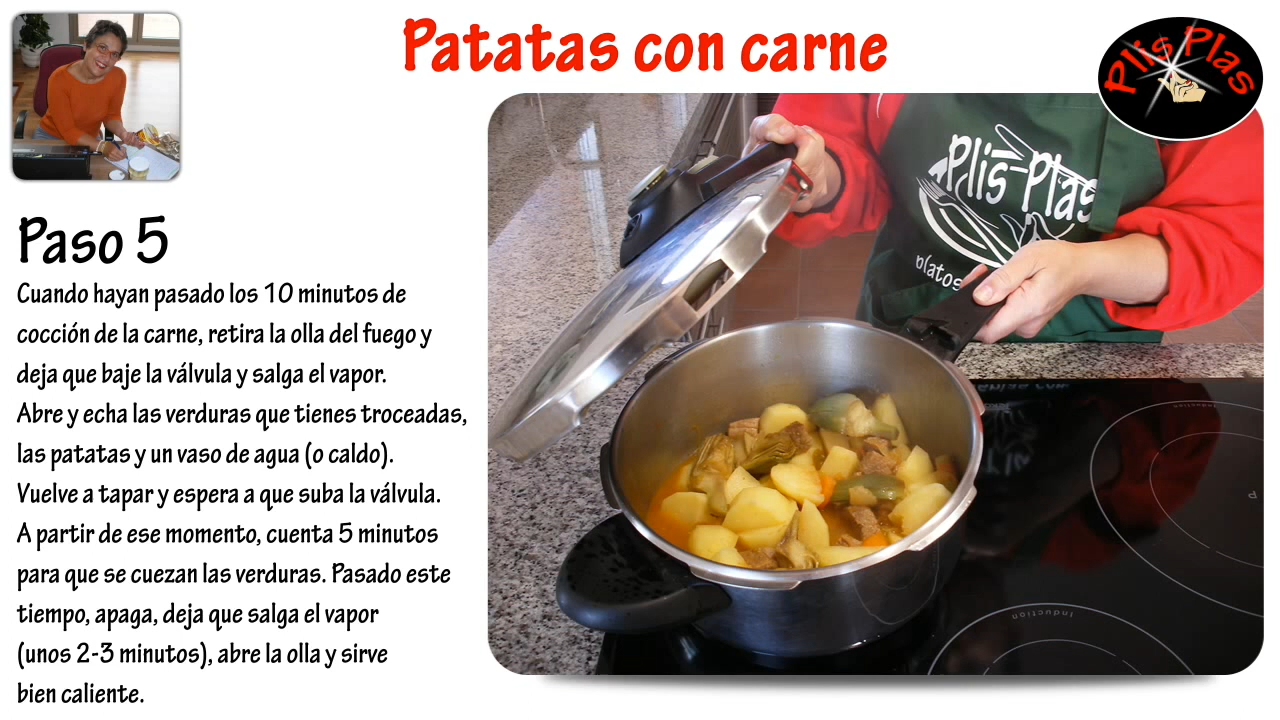 Patatas con carne
Plis Plas
Paso 5
Cuando hayan pasado los 10 minutos de
cocción de la carne, retira la olla del fuego y
deja que baje la válvula y salga el vapor.
Abre y echa las verduras que tienes troceadas,
las patatas y un vaso de agua (o caldo).
Vuelve a tapar y espera a que suba la válvula.
A partir de ese momento, cuenta 5 minutos
para que se cuezan las verduras. Pasado este
tiempo, apaga, deja que salga el vapor
(unos 2-3 minutos), abre la olla y sirve
bien caliente.
Plis-Plas
platos
Induction
Induction